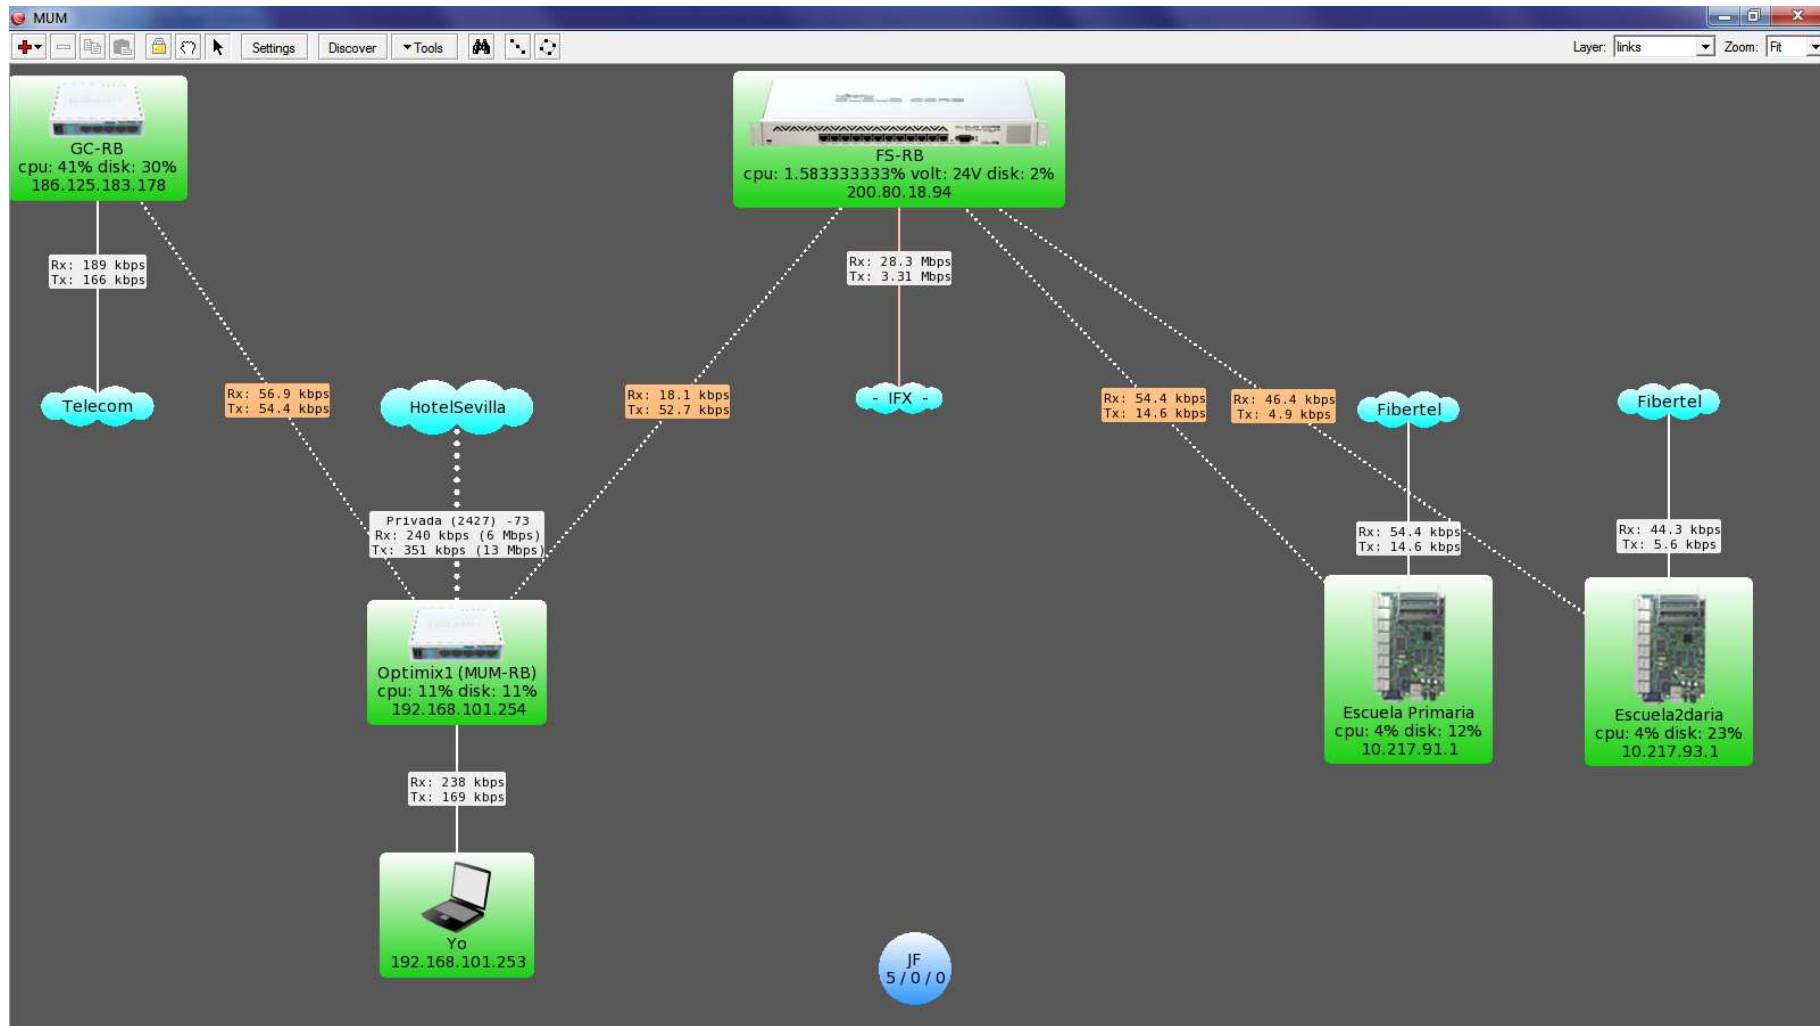 MUM
Settings
Discover
Tools
Layer: links
Zoom: Fit
GC-RB
cpu: 41% disk: 30%
186.125.183.178
CLOUD CORE
FS-RB
cpu: 1.583333333% volt: 24V disk: 2%
200.80.18.94
Rx: 189 kbps
Tx: 166 kbps
Rx: 28.3 Mbps
Tx: 3.31 Mbps
Telecom
Rx: 56.9 kbps
Tx: 54.4 kbps
HotelSevilla
Rx: 18.1 kbps
Tx: 52.7 kbps
- IFX -
Rx: 54.4 kbps
Tx: 14.6 kbps
Rx: 46.4 kbps
Tx: 4.9 kbps
Fibertel
Fibertel
Privada (2427) -73
Rx: 240 kbps (6 Mbps)
Tx: 351 kbps (13 Mbps)
Rx: 54.4 kbps
Tx: 14.6 kbps
Rx: 44.3 kbps
Tx: 5.6 kbps
Optimix1 (MUM-RB)
cpu: 11% disk: 11%
192.168.101.254
Escuela Primaria
cpu: 4% disk: 12%
10.217.91.1
Escuela2daria
cpu: 4% disk: 23%
10.217.93.1
Rx: 238 kbps
Tx: 169 kbps
Yo
192.168.101.253
JF
5 / 0 / 0